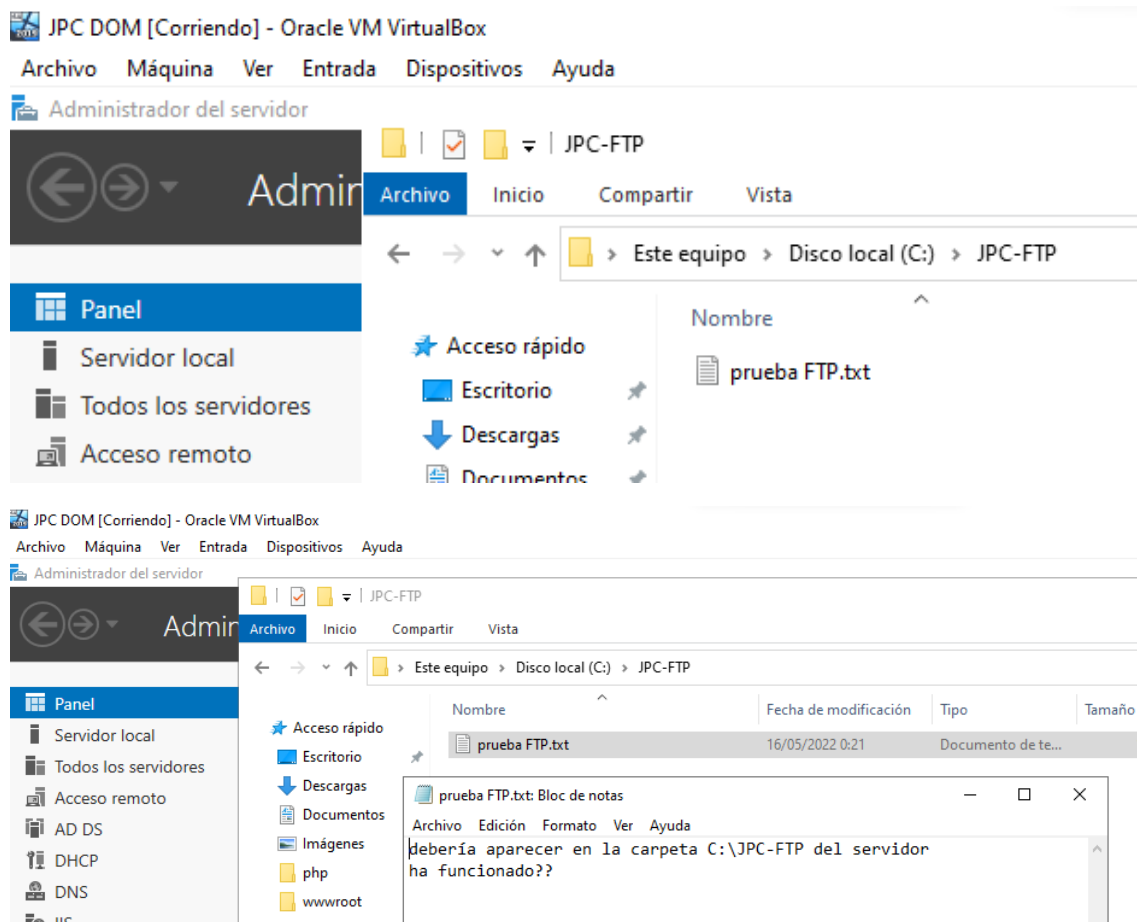 JPC DOM [Corriendo] - Oracle VM VirtualBox
Archivo Máquina Ver Entrada Dispositivos Ayuda
Administrador del servidor
JPC-FTP
Admin
Archivo Inicio Compartir Vista
Este equipo > Disco local (C:) > JPC-FTP
Panel
Nombre
Acceso rápido
Servidor local
prueba FTP.txt
Escritorio
Todos los servidores
Descargas
Acceso remoto
Documentos
JPC DOM [Corriendo] - Oracle VM VirtualBox
Archivo Máquina Ver Entrada Dispositivos Ayuda
Administrador del servidor
JPC-FTP
Admin
Archivo Inicio Compartir Vista
Este equipo > Disco local (C:) > JPC-FTP
Panel
Nombre Fecha de modificación Tipo Tamaño
Acceso rápido
Servidor local
prueba FTP.txt 16/05/2022 0:21 Documento de te...
Escritorio
Todos los servidores
Descargas
prueba FTP.txt: Bloc de notas
Acceso remoto
Documentos
Archivo Edición Formato Ver Ayuda
AD DS
Imágenes
debería aparecer en la carpeta C:\JPC-FTP del servidor
DHCP
php
ha funcionado??
DNS
wwwroot
IIS